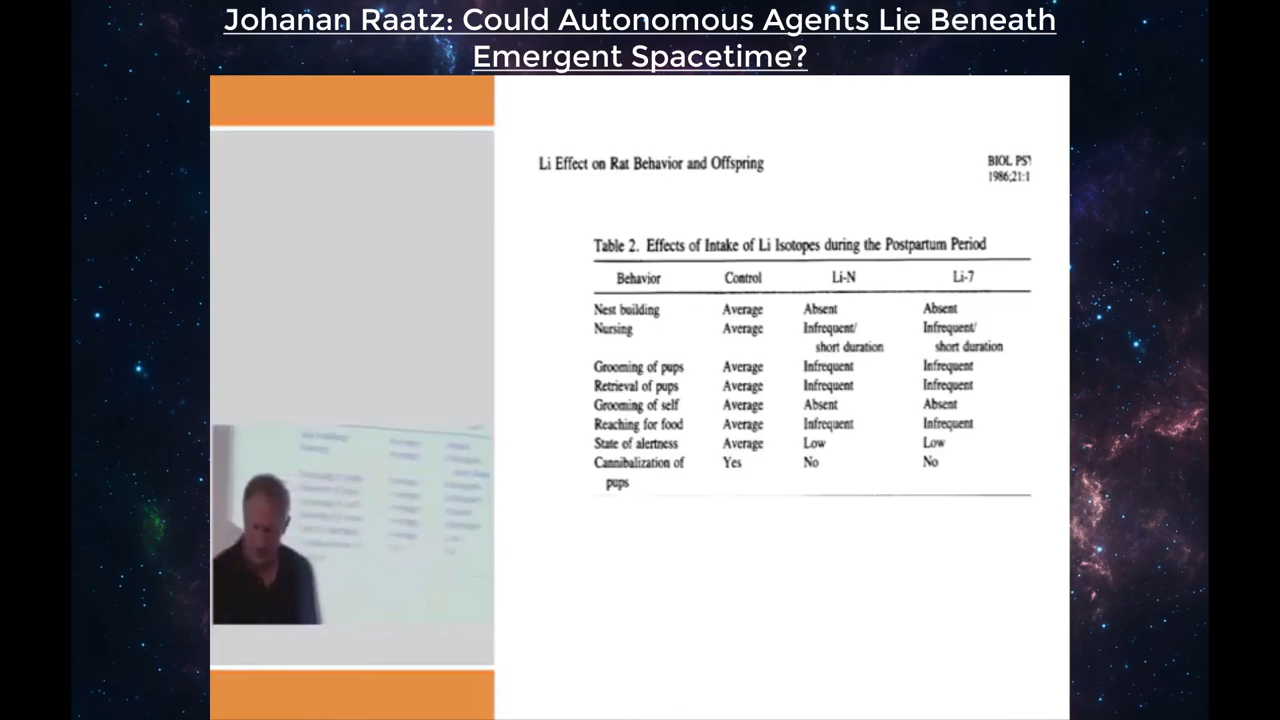 Johanan Raatz: Could Autonomous Agents Lie Beneath
Emergent Spacetime?
Li Effect on Rat Behavior and Offspring
BIOL PSY
1986;21:1
Table 2. Effects of Intake of Li Isotopes during the Postpartum Period
Behavior Control Li-N Li-7
Nest building Average Absent Absent
Nursing Average Infrequent/ Infrequent/
short duration short duration
Grooming of pups Average Infrequent Infrequent
Retrieval of pups Average Infrequent Infrequent
Grooming of self Average Absent Absent
Reaching for food Average Infrequent Infrequent
State of alertness Average Low Low
Cannibalization of Yes No No
pups